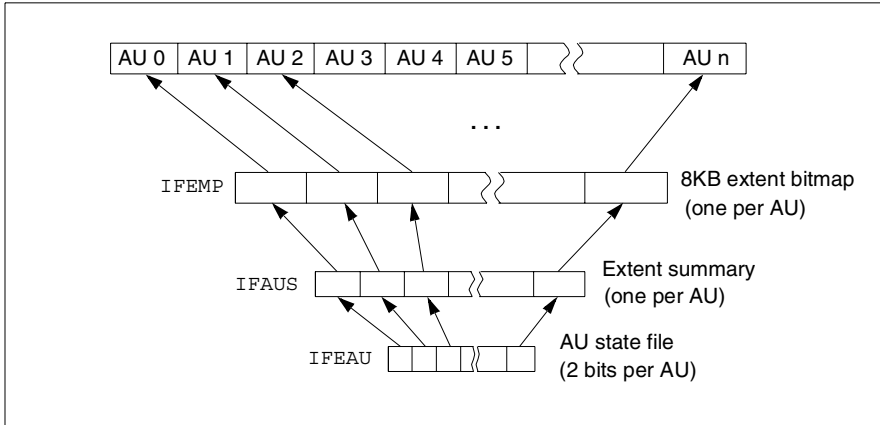 AU 0 AU 1 AU 2 AU 3 AU 4 AU 5 AU n
. . .
IFEMP
8KB extent bitmap
(one per AU)
IFAUS
Extent summary
(one per AU)
IFEAU
AU state file
(2 bits per AU)